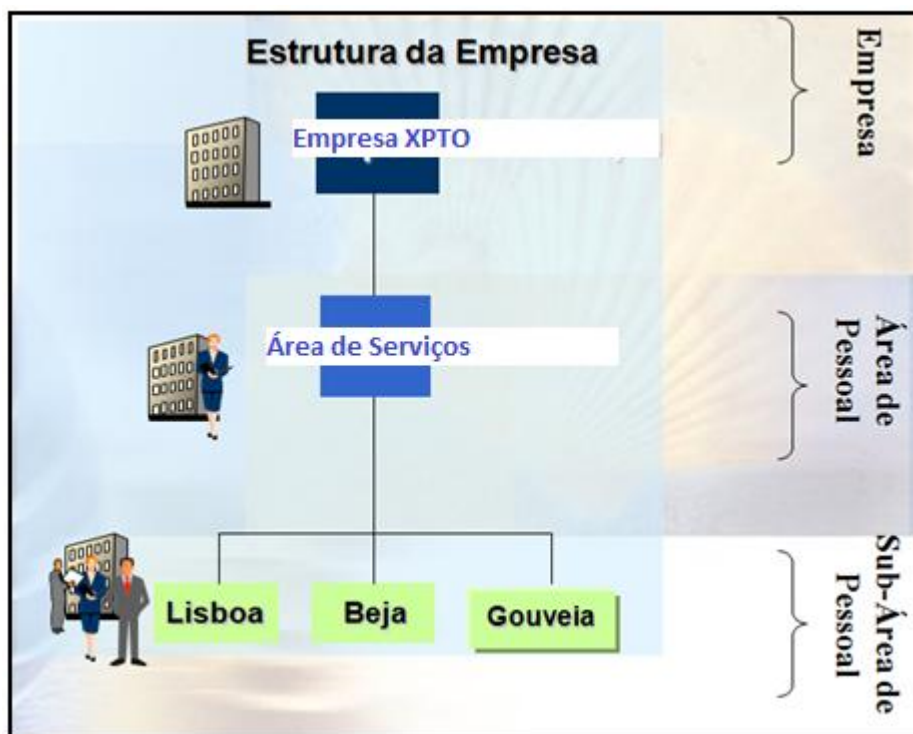 Estrutura da Empresa
Empresa
Empresa XPTO
Área de Serviços
Área de
Pessoal
Lisboa
Beja
Gouveia
Sub-Área de
Pessoal